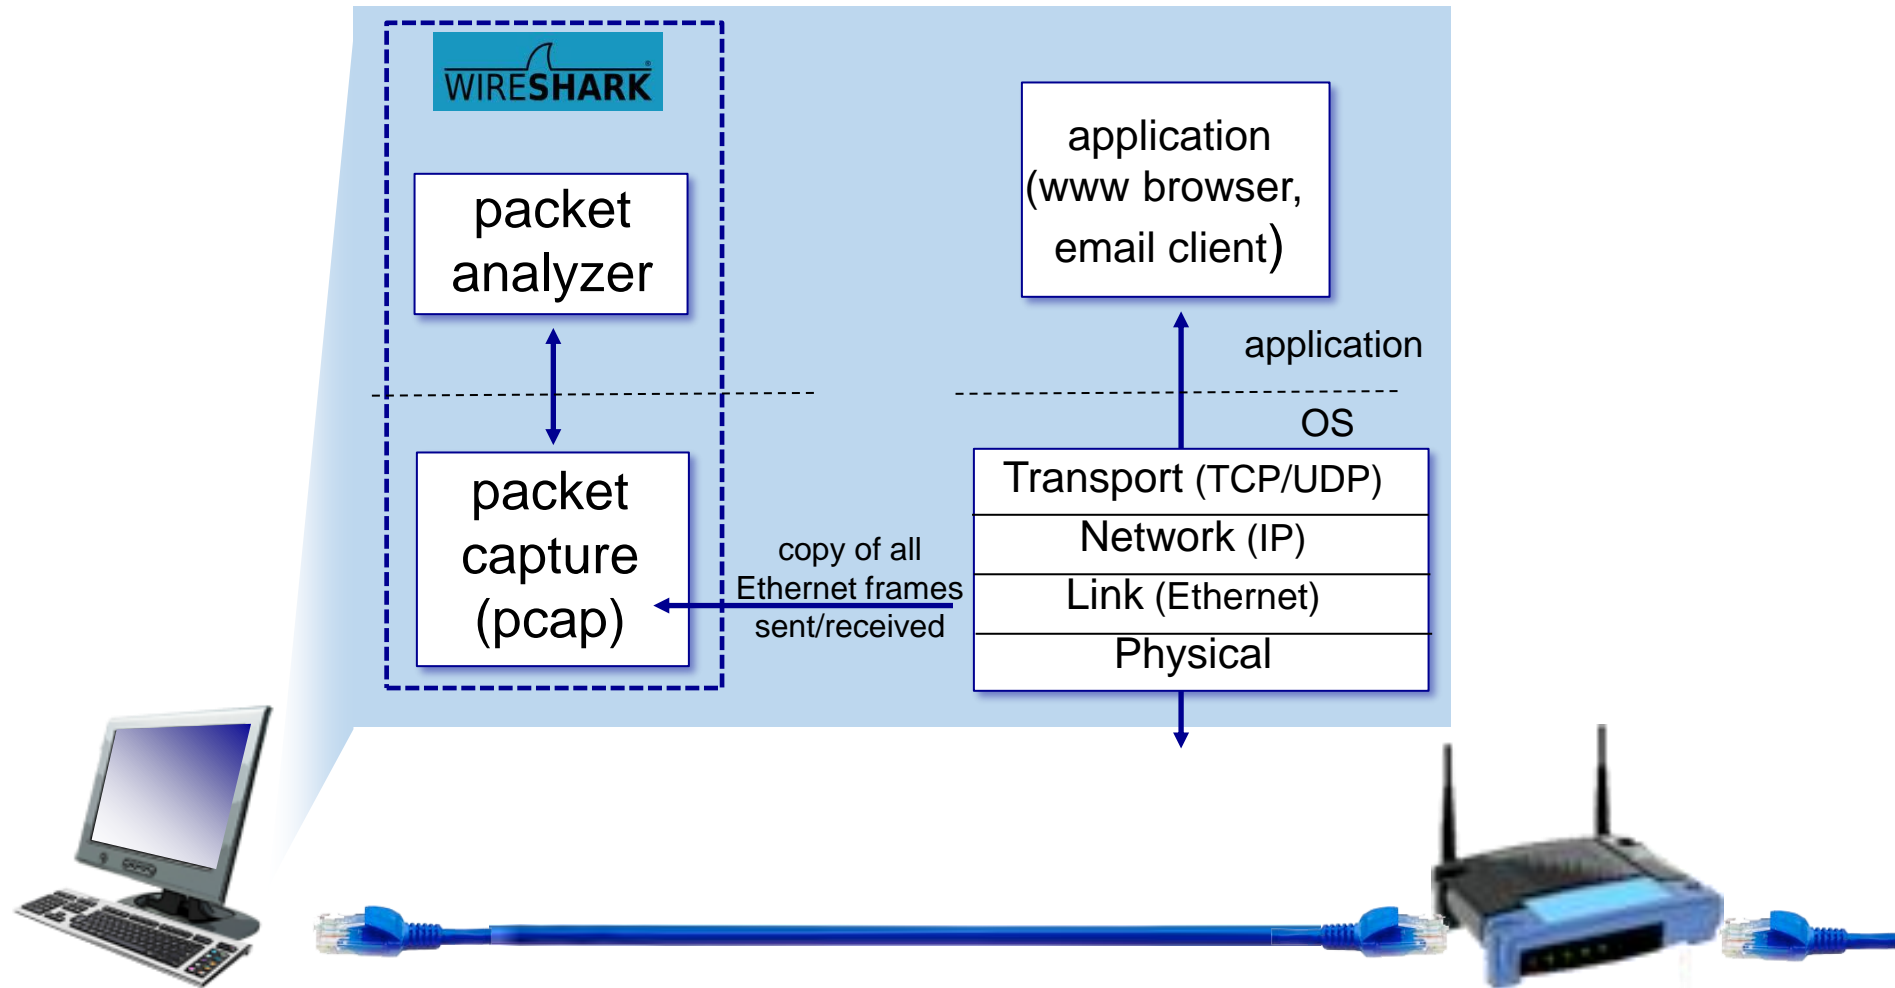 WIRESHARK
packet
analyzer
packet
capture
(pcap)
copy of all
Ethernet frames
sent/received
application
(www browser,
email client)
application
OS
Transport (TCP/UDP)
Network (IP)
Link (Ethernet)
Physical